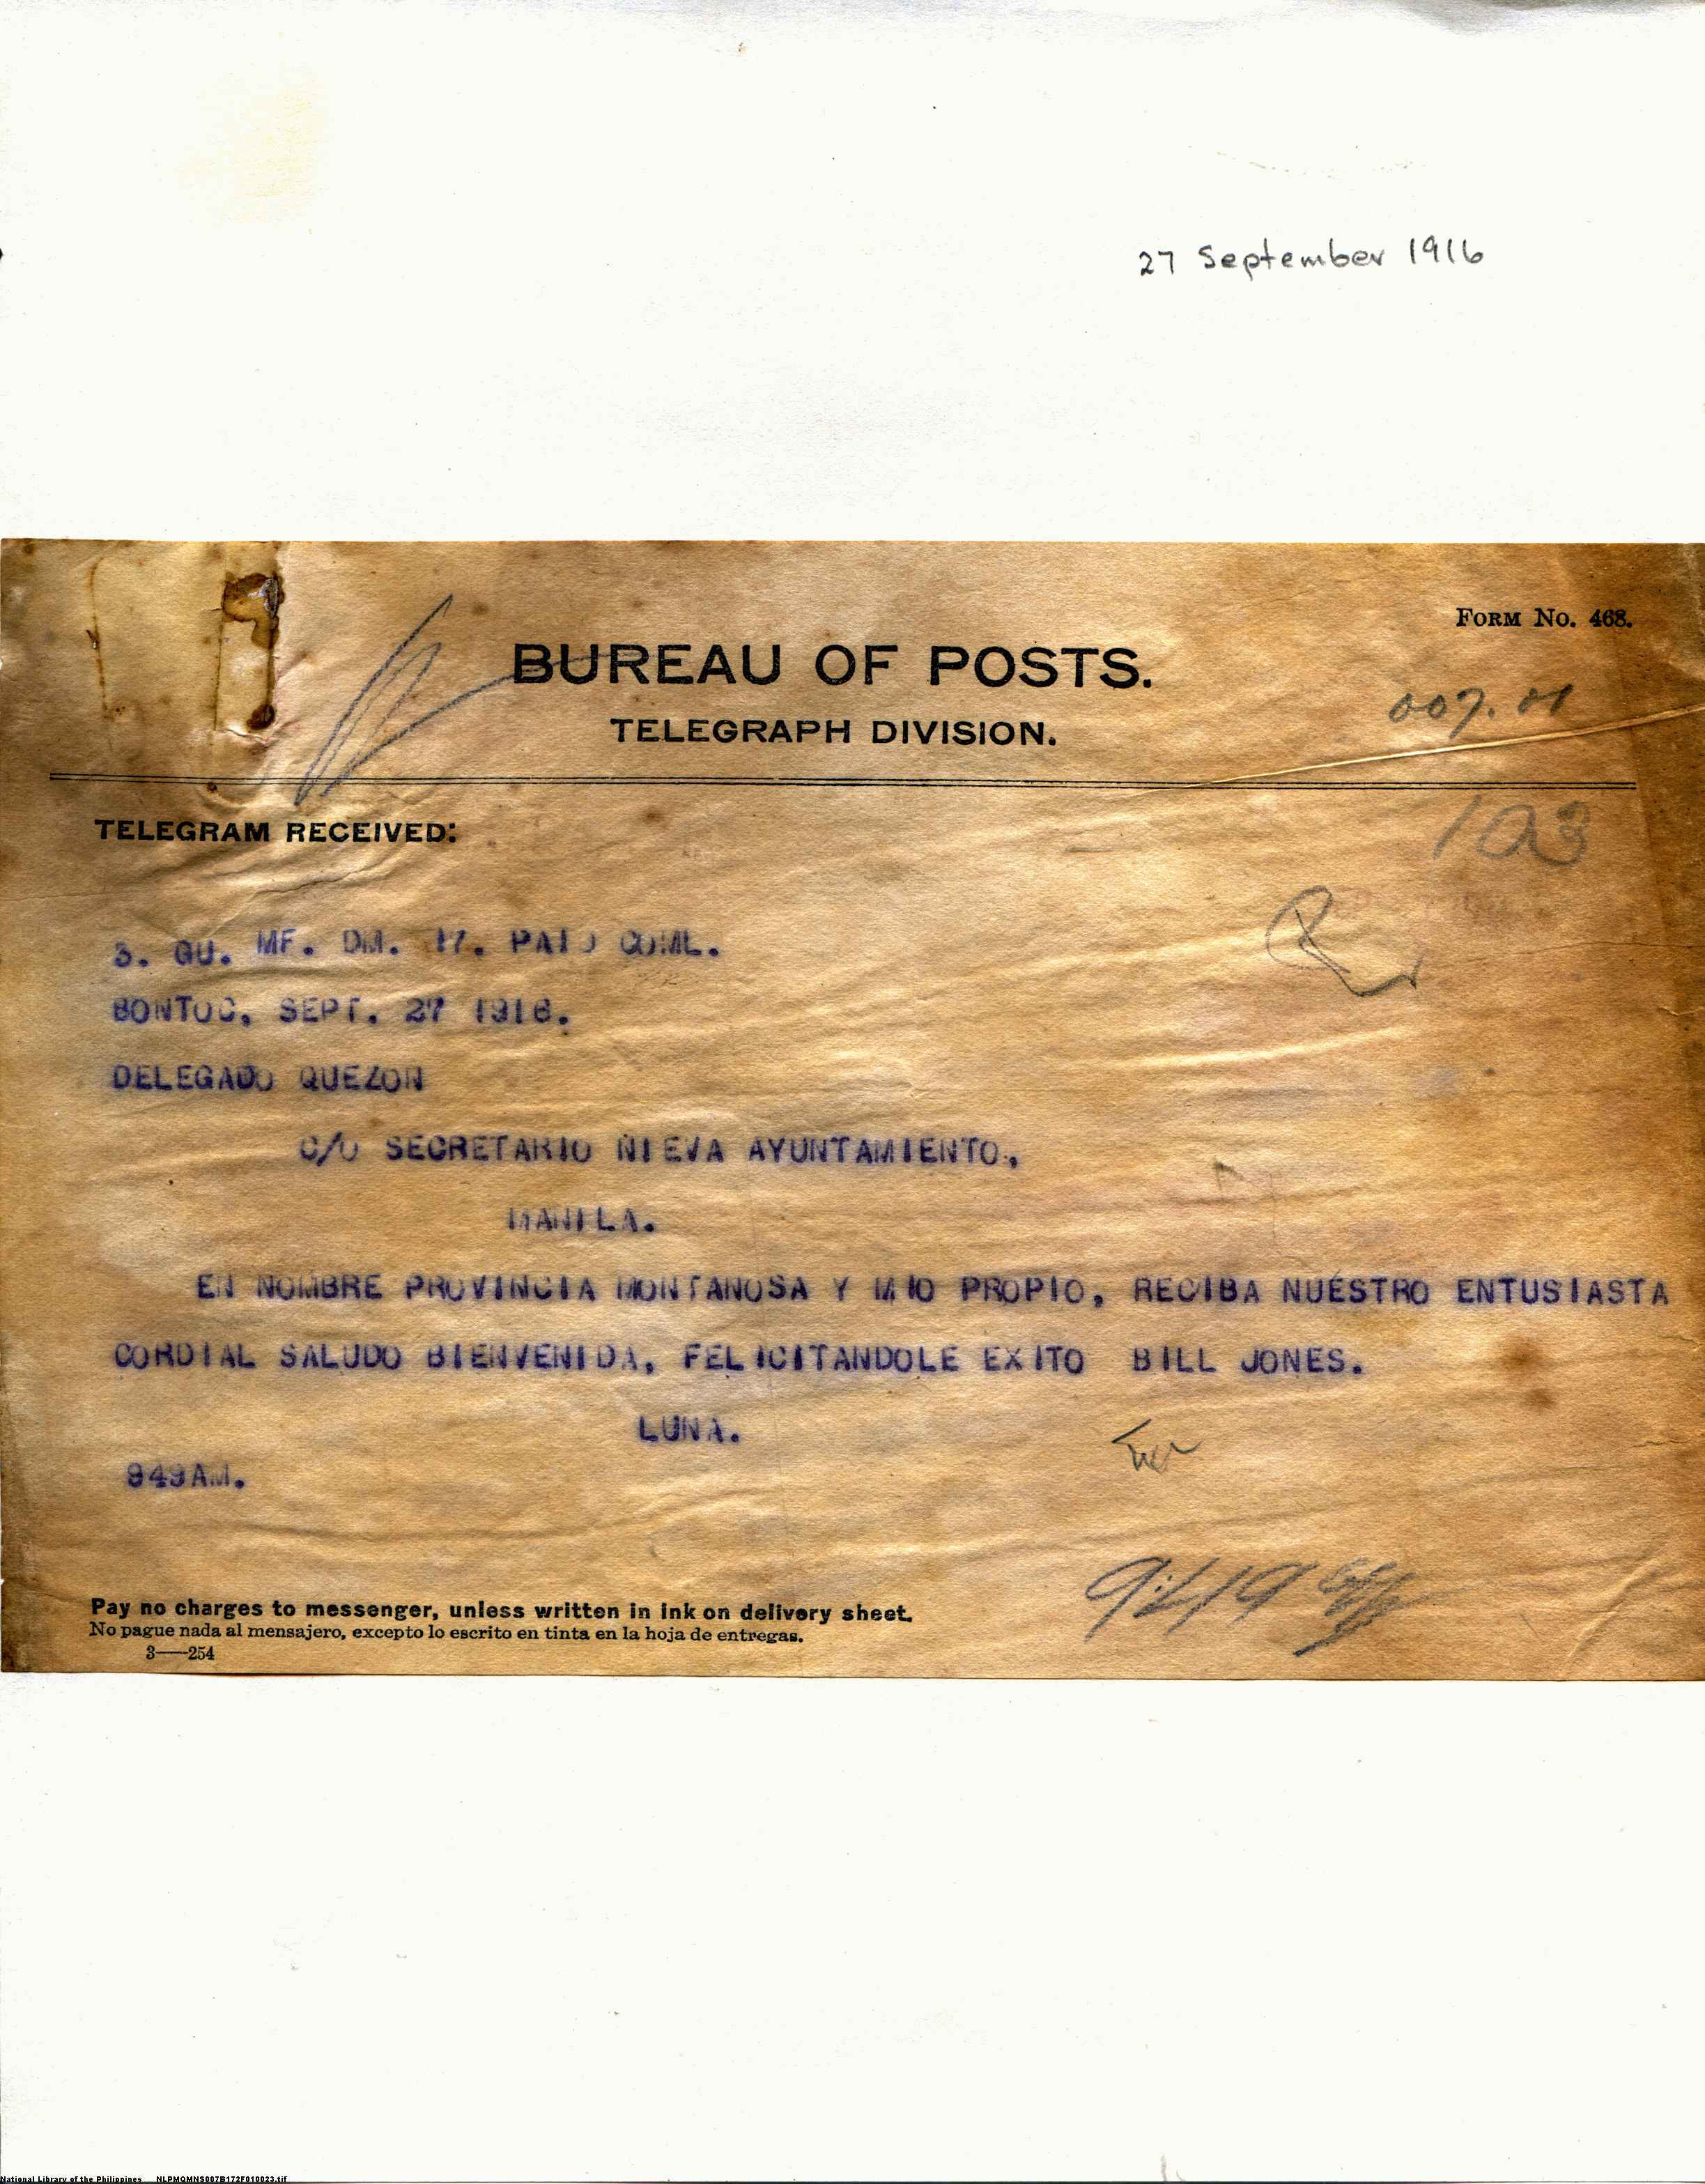 27 September 1916
FORM NO. 468.
BUREAU OF POSTS.
TELEGRAPH DIVISION.
007.01
TELEGRAM RECEIVED:
103
3. GU. MF. DM. 17. PAID COML.
BONTOC, SEPT. 27 1916.
DELEGADO QUEZON
C/O SECRETARIO NIEVA AYUNTAMIENTO,
MANILA.
EN NOMBRE PROVINCIA MONTANOSA Y MIO PROPIO, RECIBA NUESTRO ENTUSIASTA
CORDIAL SALUDO BIENVENIDA, FELICITANDOLE EXITO BILL JONES.
LUNA.
849AM.
Pay no charges to messenger, unless written in ink on delivery sheet.
No pague nada al mensajero, excepto lo escrito en tinta en la hoja de entregas.
3—254
National Library of the Philippines NLPMQMNS007B172F010023.tif